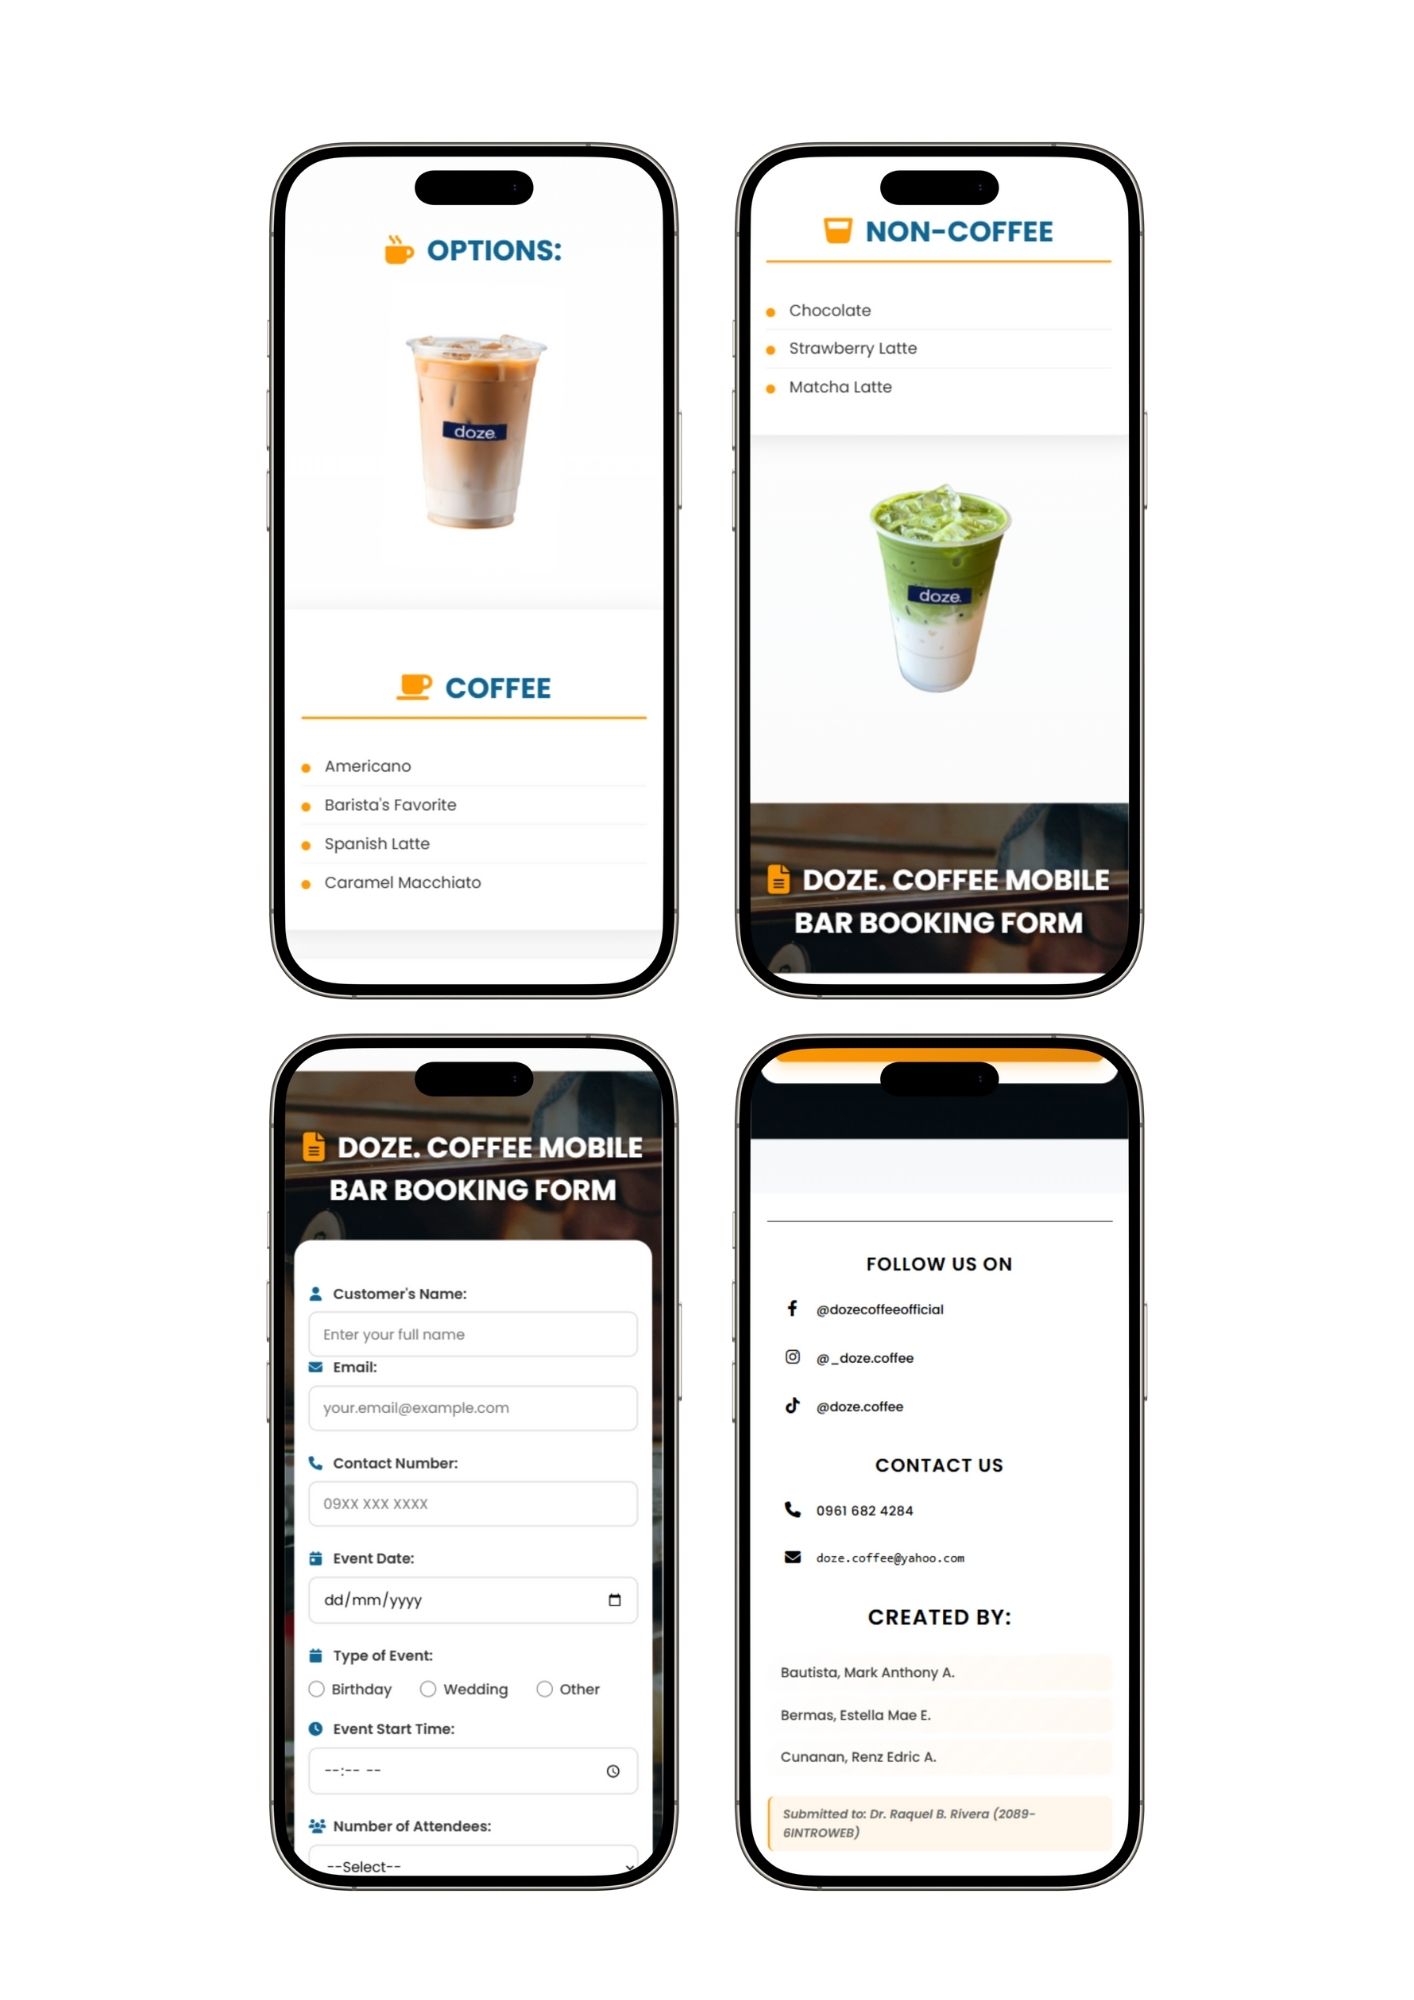 OPTIONS:
doze.
COFFEE
Americano
Barista's Favorite
Spanish Latte
Caramel Macchiato
NON-COFFEE
Chocolate
Strawberry Latte
Matcha Latte
doze.
DOZE. COFFEE MOBILE
BAR BOOKING FORM
DOZE. COFFEE MOBILE
BAR BOOKING FORM
Customer's Name:
Enter your full name
Email:
your.email@example.com
Contact Number:
09XX XXX XXXX
Event Date:
dd/mm/yyyy
Type of Event:
Birthday Wedding Other
Event Start Time:
--:-- --
Number of Attendees:
--Select--
FOLLOW US ON
@dozecoffeeofficial
@_doze.coffee
@doze.coffee
CONTACT US
0961 682 4284
doze.coffee@yahoo.com
CREATED BY:
Bautista, Mark Anthony A.
Bermas, Estella Mae E.
Cunanan, Renz Edric A.
Submitted to: Dr. Raquel B. Rivera (2089-
6INTROWEB)